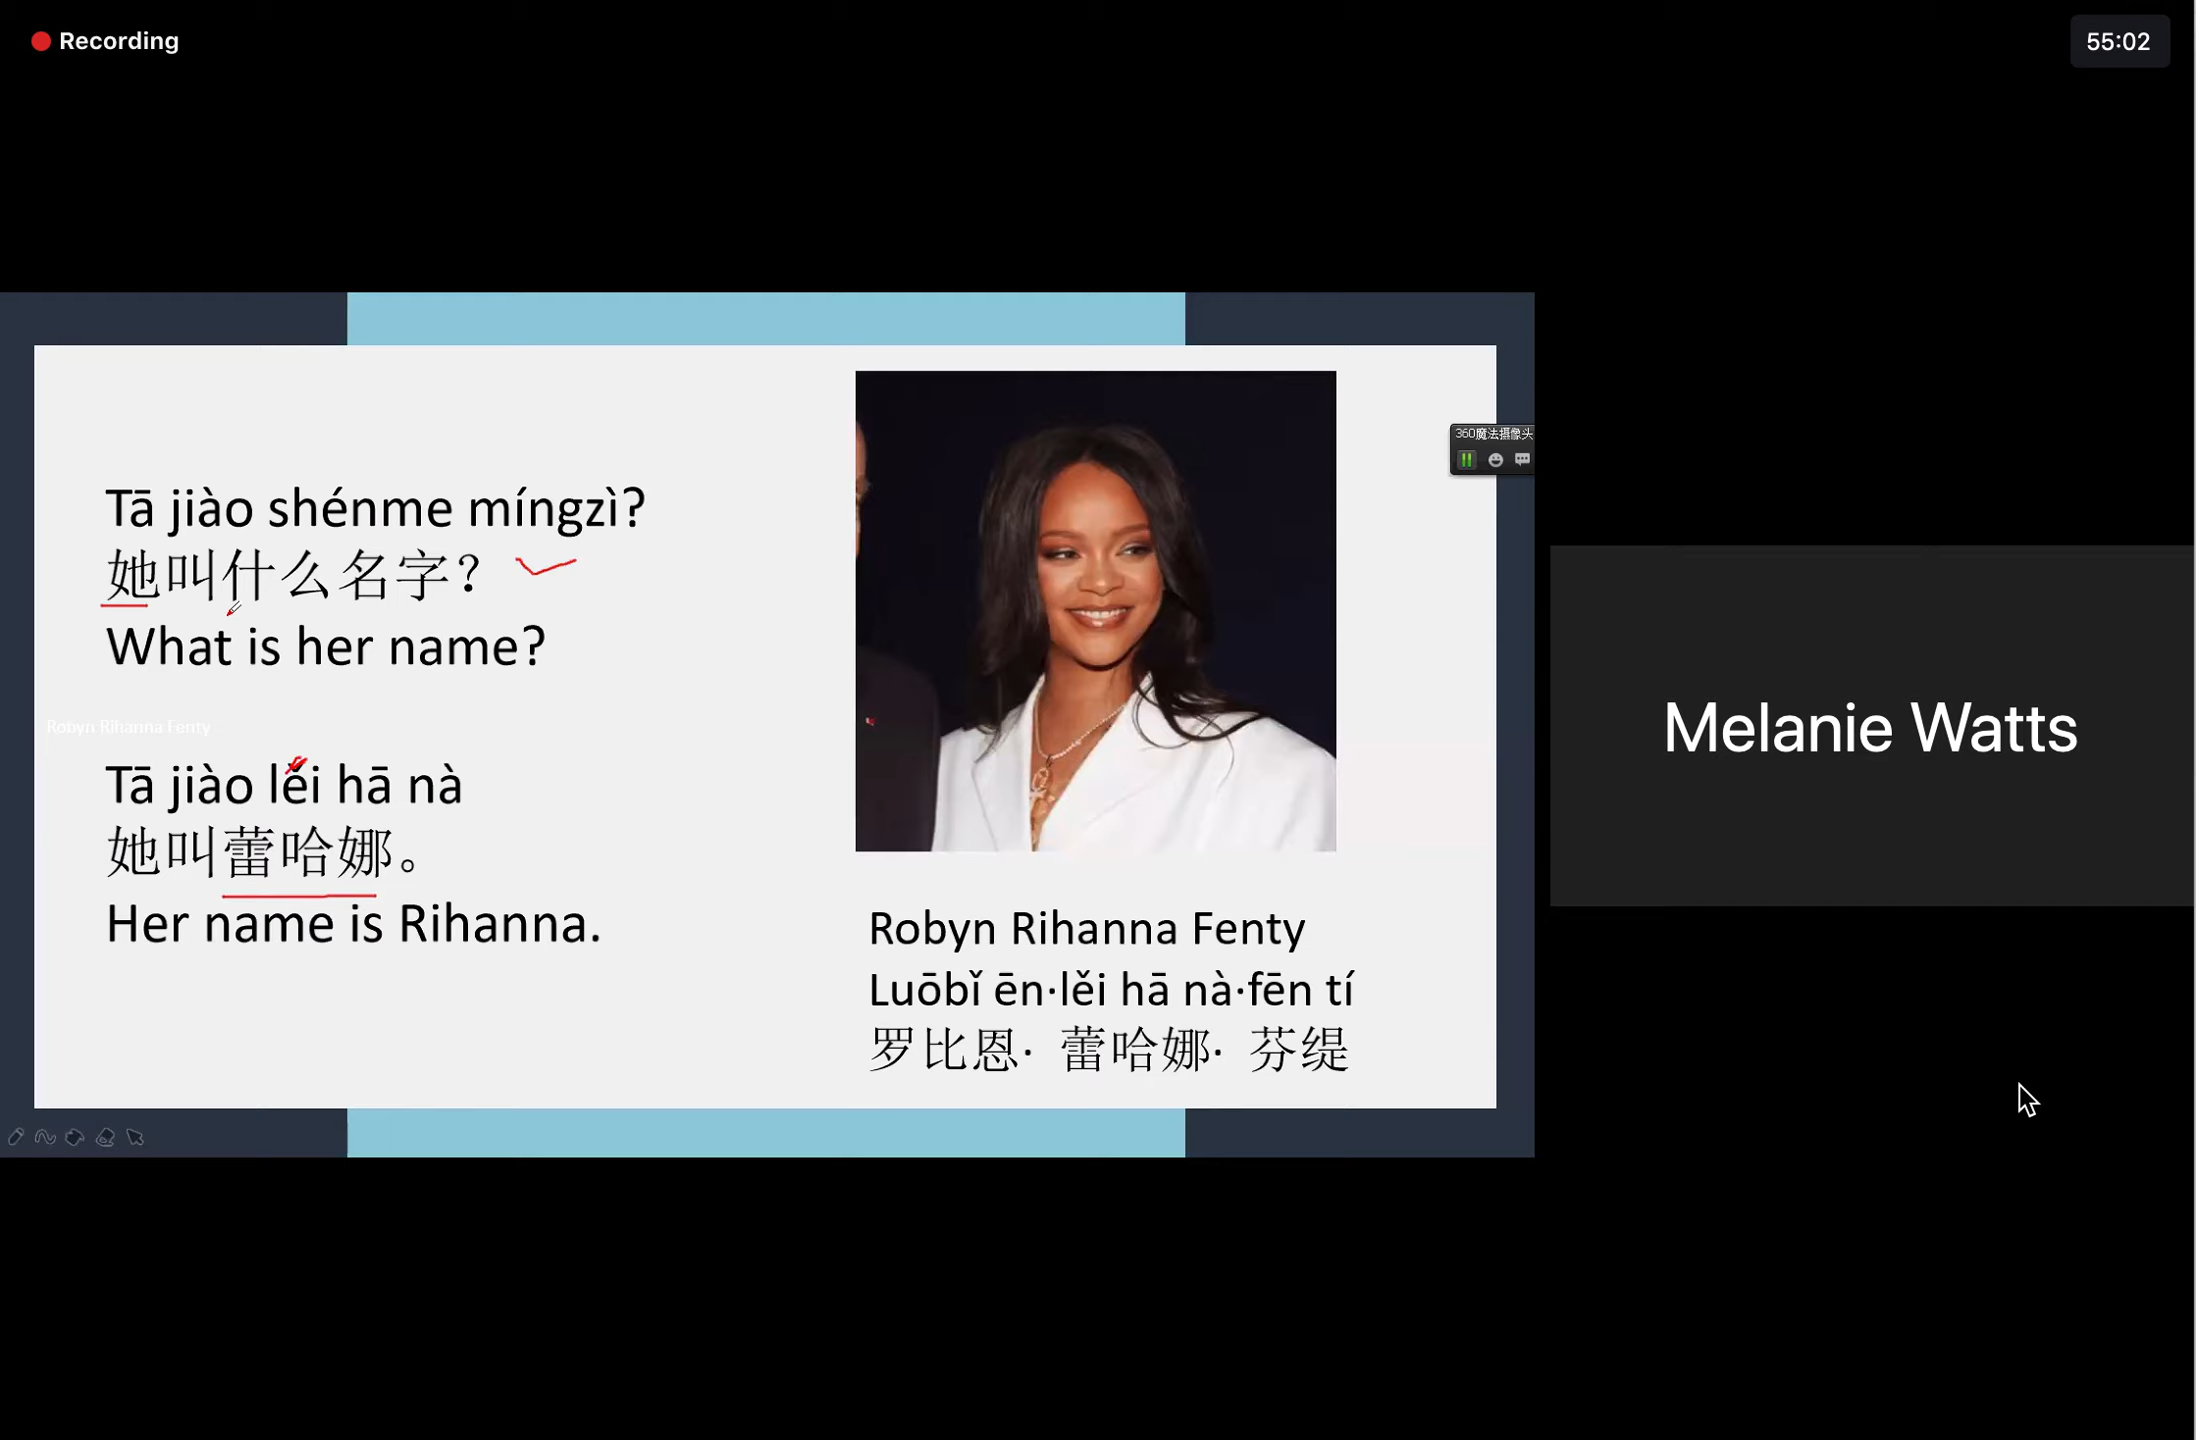 Recording
55:02
Tā jiào shénme míngzì?
她叫什么名字？
What is her name?
Robyn Rihanna Fenty
Tā jiào lěi hā nà
她叫蕾哈娜。
Her name is Rihanna.
360魔法摄像头
Robyn Rihanna Fenty
Luōbǐ ēn·lěi hā nà·fēn tí
罗比恩· 蕾哈娜· 芬缇
Melanie Watts